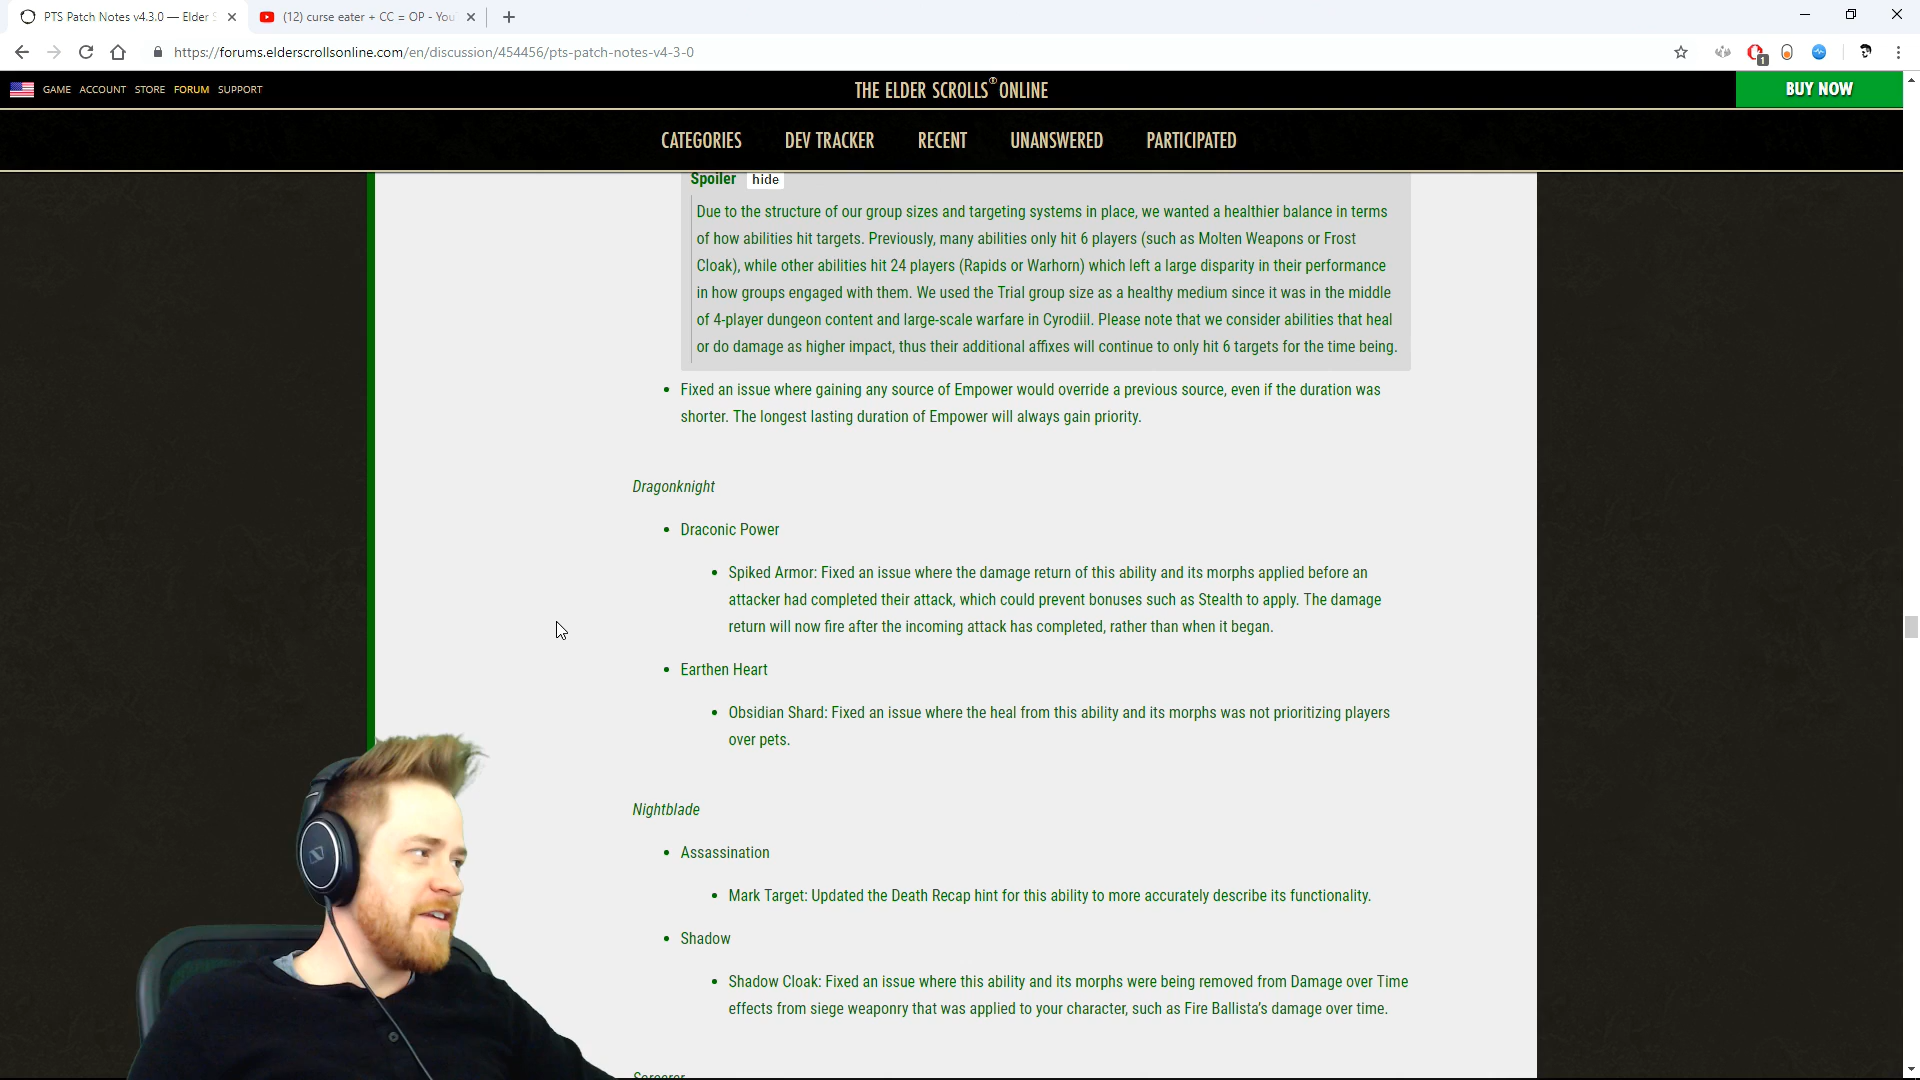 PTS Patch Notes v4.3.0 — Elder S
(12) curse eater + CC = OP - You
https://forums.elderscrollsonline.com/en/discussion/454456/pts-patch-notes-v4-3-0
1
GAME ACCOUNT STORE FORUM SUPPORT
THE ELDER SCROLLS ONLINE
BUY NOW
CATEGORIES DEV TRACKER RECENT UNANSWERED PARTICIPATED
Spoiler hide
Due to the structure of our group sizes and targeting systems in place, we wanted a healthier balance in terms
of how abilities hit targets. Previously, many abilities only hit 6 players (such as Molten Weapons or Frost
Cloak), while other abilities hit 24 players (Rapids or Warhorn) which left a large disparity in their performance
in how groups engaged with them. We used the Trial group size as a healthy medium since it was in the middle
of 4-player dungeon content and large-scale warfare in Cyrodiil. Please note that we consider abilities that heal
or do damage as higher impact, thus their additional affixes will continue to only hit 6 targets for the time being.
• Fixed an issue where gaining any source of Empower would override a previous source, even if the duration was
shorter. The longest lasting duration of Empower will always gain priority.
Dragonknight
• Draconic Power
• Spiked Armor: Fixed an issue where the damage return of this ability and its morphs applied before an
attacker had completed their attack, which could prevent bonuses such as Stealth to apply. The damage
return will now fire after the incoming attack has completed, rather than when it began.
• Earthen Heart
• Obsidian Shard: Fixed an issue where the heal from this ability and its morphs was not prioritizing players
over pets.
Nightblade
• Assassination
• Mark Target: Updated the Death Recap hint for this ability to more accurately describe its functionality.
• Shadow
• Shadow Cloak: Fixed an issue where this ability and its morphs were being removed from Damage over Time
effects from siege weaponry that was applied to your character, such as Fire Ballista's damage over time.
Sorcerer